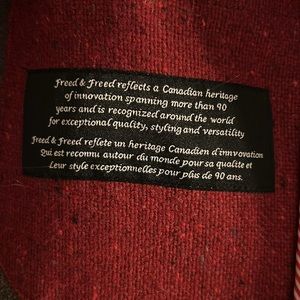 Freed & Freed reflects a Canadian heritage
of innovation spanning more than 90
years and is recognized around the world
for exceptional quality, styling and versatility
Freed & Freed reflete un heritage Canadien d'innvovation
Qui est reconnu autour du monde pour sa qualite et
Leur style exceptionnelles pour plus de 90 ans.